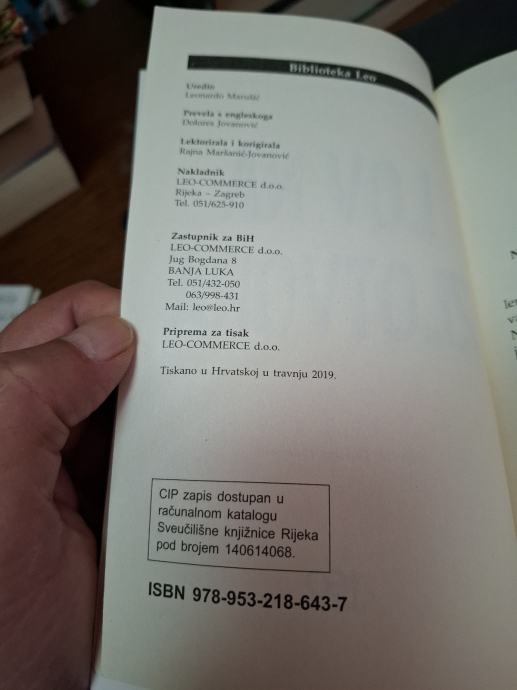 Biblioteka Leo
Uredio
Leonardo Marušić
Prevela s engleskoga
Dolores Jovanović
Lektorirala i korigirala
Rajna Maršanić-Jovanović
Nakladnik
LEO-COMMERCE d.o.o.
Rijeka – Zagreb
Tel. 051/625-910
Zastupnik za BiH
LEO-COMMERCE d.o.o.
Jug Bogdana 8
BANJA LUKA
Tel. 051/432-050
063/998-431
Mail: leo@leo.hr
Priprema za tisak
LEO-COMMERCE d.o.o.
Tiskano u Hrvatskoj u travnju 2019.
CIP zapis dostupan u
računalnom katalogu
Sveučilišne knjižnice Rijeka
pod brojem 140614068.
ISBN 978-953-218-643-7